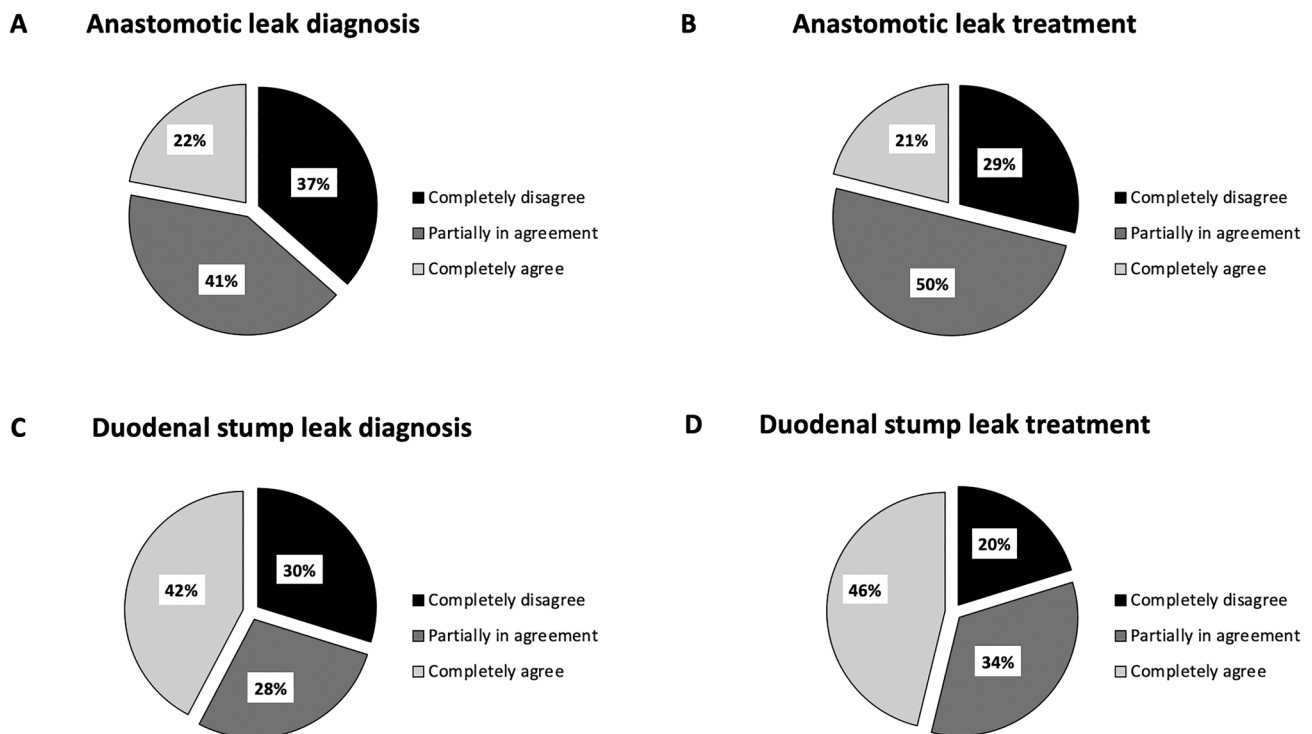 A Anastomotic leak diagnosis
22%
37%
41%
Completely disagree
Partially in agreement
Completely agree
B Anastomotic leak treatment
21%
29%
50%
Completely disagree
Partially in agreement
Completely agree
C Duodenal stump leak diagnosis
42%
30%
28%
Completely disagree
Partially in agreement
Completely agree
D Duodenal stump leak treatment
20%
46%
34%
Completely disagree
Partially in agreement
Completely agree